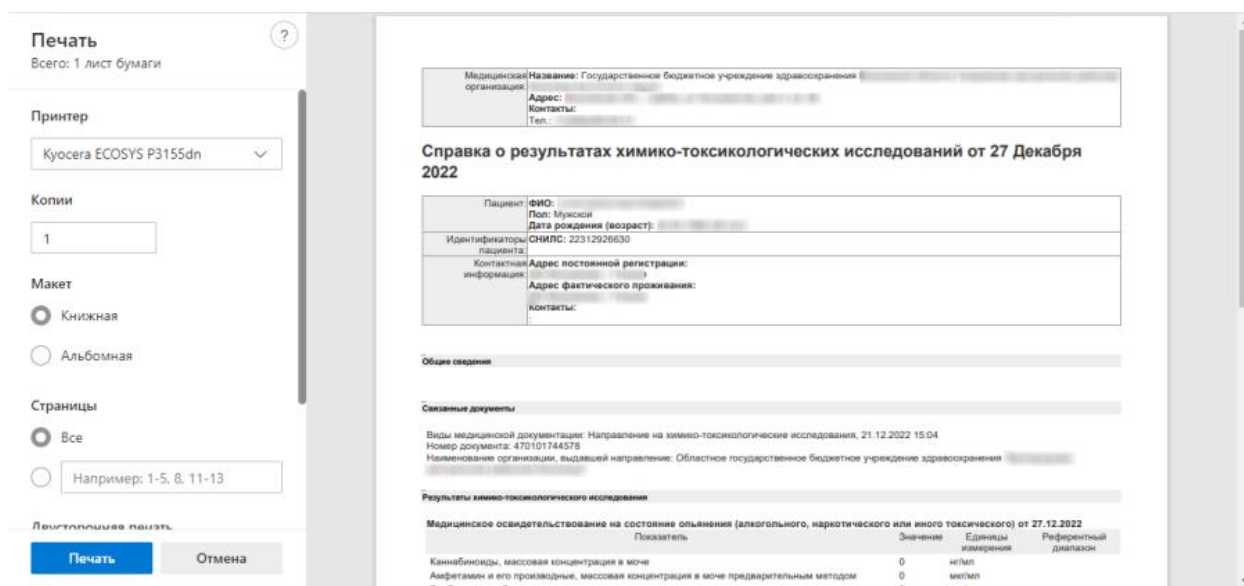 Печать
?
Всего: 1 лист бумаги
Принтер
Kyocera ECOSYS P3155dn
Копии
1
Макет
Книжная
Альбомная
Страницы
Все
Например: 1-5, 8, 11-13
Двусторонняя печать
Печать
Отмена
Медицинская организация:
Название: Государственное бюджетное учреждение здравоохранения
Адрес:
Контакты:
Тел.:
Справка о результатах химико-токсикологических исследований от 27 Декабря
2022
Пациент
ФИО:
Пол: Мужской
Дата рождения (возраст):
Идентификаторы пациента:
СНИЛС: 22312926630
Контактная информация:
Адрес постоянной регистрации:
Адрес фактического проживания:
Контакты:
:
Общие сведения
Связанные документы
Виды медицинской документации: Направление на химико-токсикологические исследования, 21.12.2022 15:04
Номер документа: 470101744578
Наименование организации, выдавшей направление: Областное государственное бюджетное учреждение здравоохранения
Результаты химико-токсикологического исследования
Медицинское освидетельствование на состояние опьянения (алкогольного, наркотического или иного токсического) от 27.12.2022
Показатель Значение Единицы измерения Референтный диапазон
Каннабиноиды, массовая концентрация в моче 0 нг/мл
Амфетамин и его производные, массовая концентрация в моче предварительным методом 0 мкг/мл